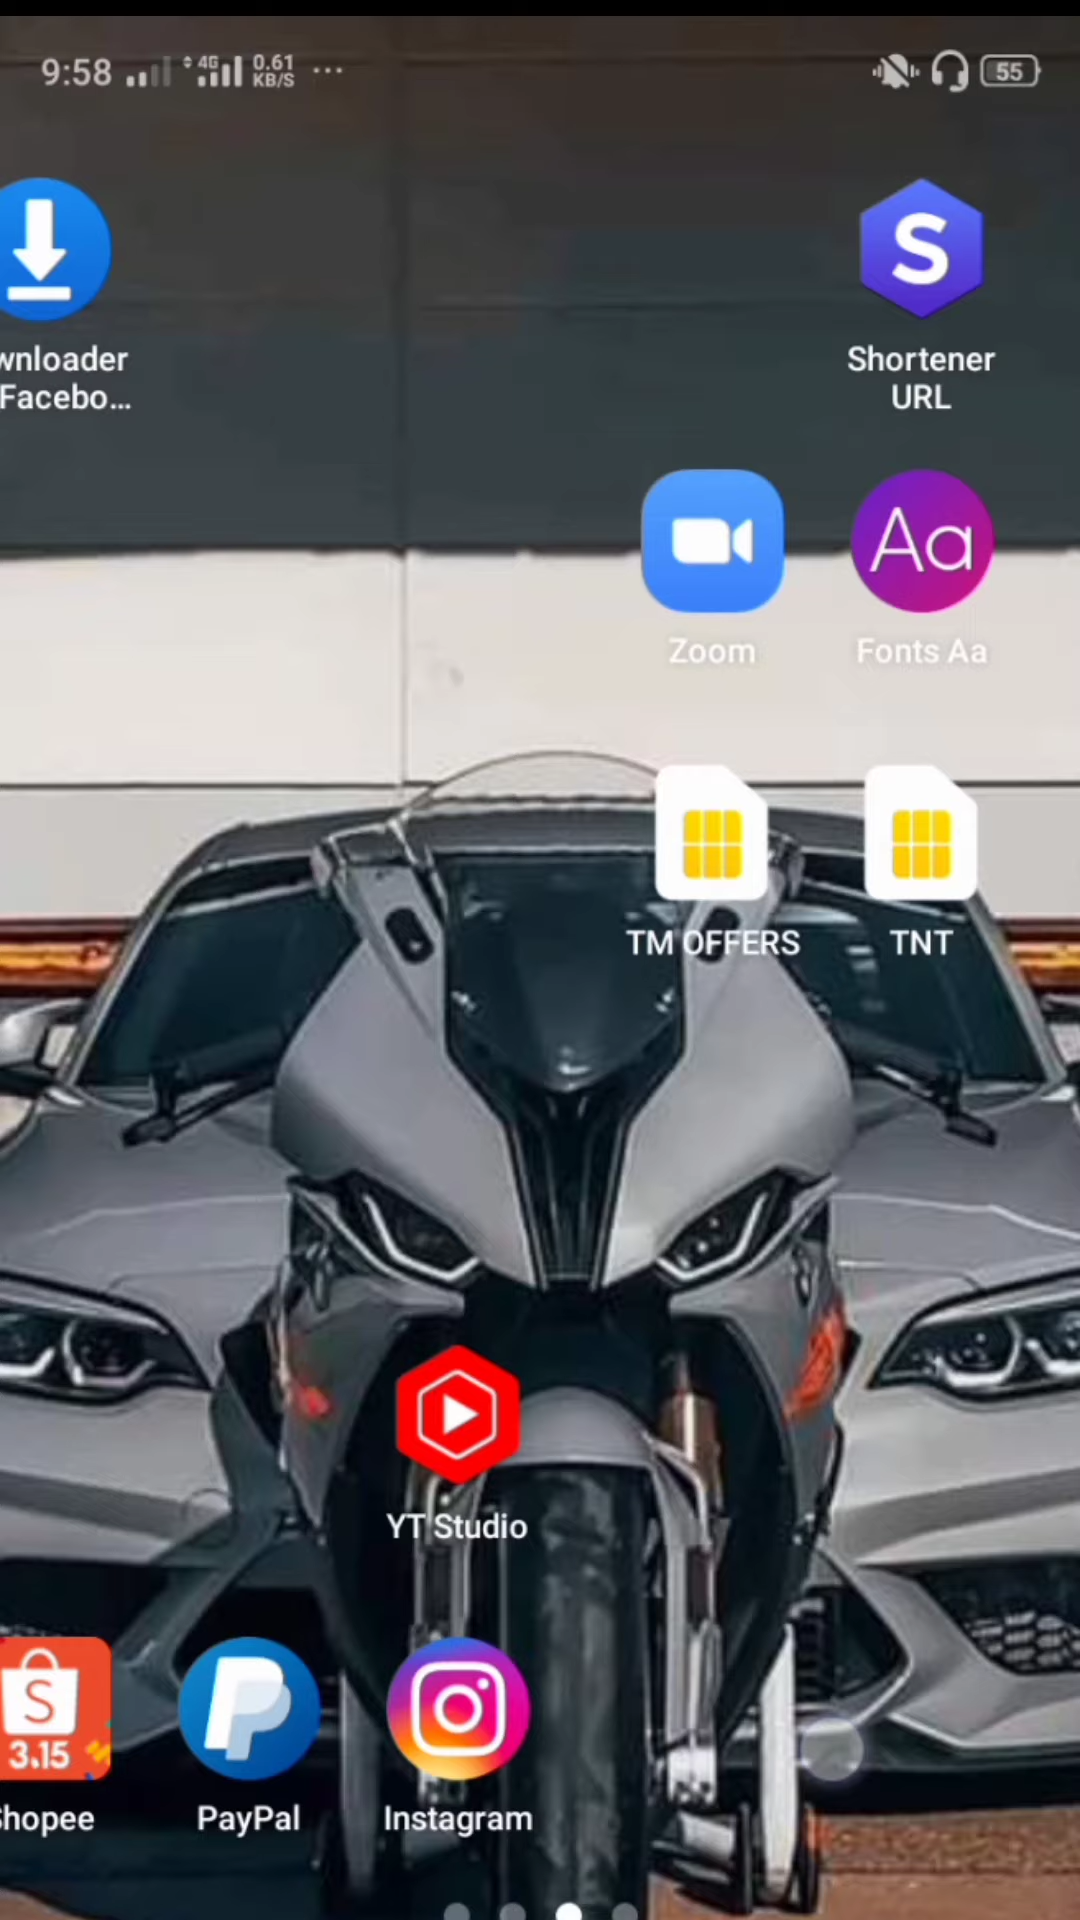 9:58 4G 0.61 KB/S ... 55
wnloader
Facebo...
S
Shortener
URL
Aa
Zoom
Fonts Aa
TM OFFERS
TNT
YT Studio
S
3.15
P
hopee
PayPal
Instagram